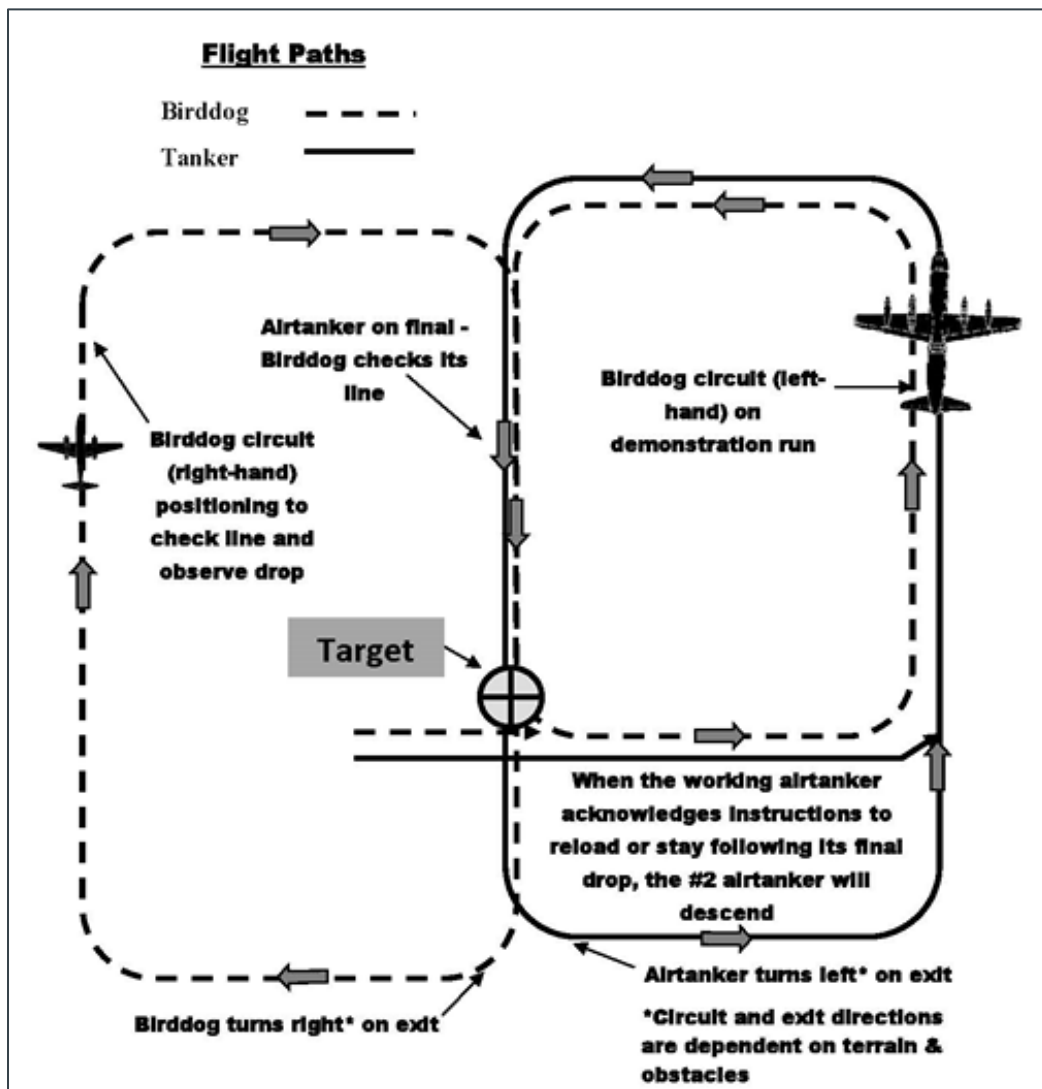 Flight Paths
Birddog
Tanker
Airtanker on final -
Birddog checks its
line
Birddog circuit (left-
hand) on
demonstration run
Birddog circuit
(right-hand)
positioning to
check line and
observe drop
Target
When the working airtanker
acknowledges instructions to
reload or stay following its final
drop, the #2 airtanker will
descend
Airtanker turns left* on exit
Birddog turns right* on exit
*Circuit and exit directions
are dependent on terrain &
obstacles